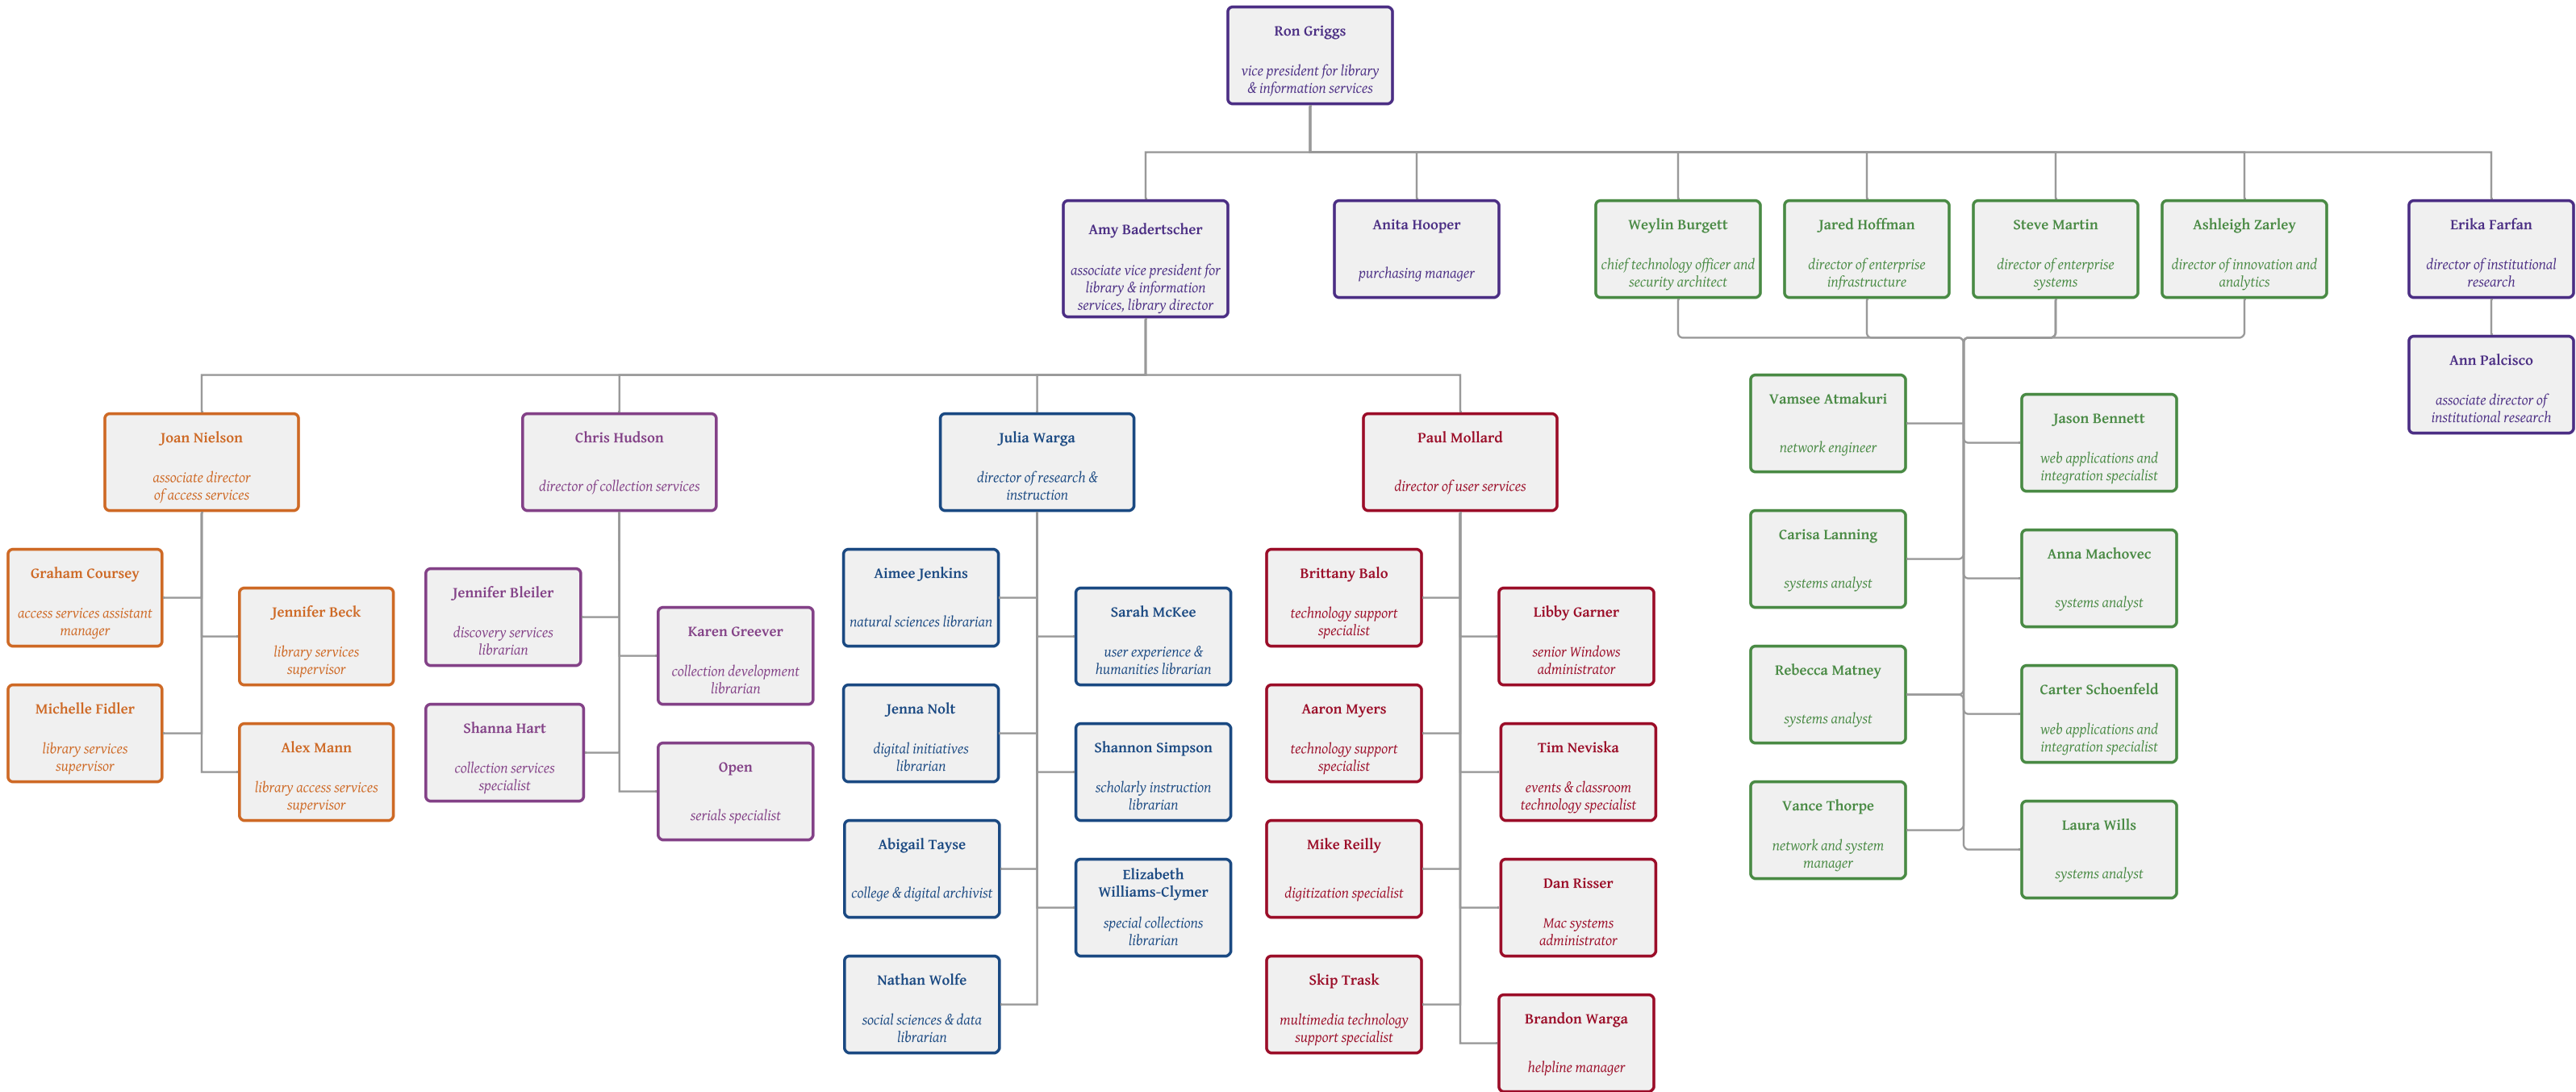 Ron Griggs
vice president for library
& information services
Amy Badertscher
associate vice president for
library & information
services, library director
Anita Hooper
purchasing manager
Weylin Burgett
chief technology officer and
security architect
Jared Hoffman
director of enterprise
infrastructure
Steve Martin
director of enterprise
systems
Ashleigh Zarley
director of innovation and
analytics
Erika Farfan
director of institutional
research
Ann Palcisco
associate director of
institutional research
Joan Nielson
associate director
of access services
Graham Coursey
access services assistant
manager
Jennifer Beck
library services
supervisor
Michelle Fidler
library services
supervisor
Alex Mann
library access services
supervisor
Chris Hudson
director of collection services
Jennifer Bleiler
discovery services
librarian
Karen Greever
collection development
librarian
Shanna Hart
collection services
specialist
Open
serials specialist
Julia Warga
director of research &
instruction
Aimee Jenkins
natural sciences librarian
Sarah McKee
user experience &
humanities librarian
Jenna Nolt
digital initiatives
librarian
Shannon Simpson
scholarly instruction
librarian
Abigail Tayse
college & digital archivist
Elizabeth
Williams-Clymer
special collections
librarian
Nathan Wolfe
social sciences & data
librarian
Paul Mollard
director of user services
Brittany Balo
technology support
specialist
Libby Garner
senior Windows
administrator
Aaron Myers
technology support
specialist
Tim Neviska
events & classroom
technology specialist
Mike Reilly
digitization specialist
Dan Risser
Mac systems
administrator
Skip Trask
multimedia technology
support specialist
Brandon Warga
helpline manager
Vamsee Atmakuri
network engineer
Jason Bennett
web applications and
integration specialist
Carisa Lanning
systems analyst
Anna Machovec
systems analyst
Rebecca Matney
systems analyst
Carter Schoenfeld
web applications and
integration specialist
Vance Thorpe
network and system
manager
Laura Wills
systems analyst